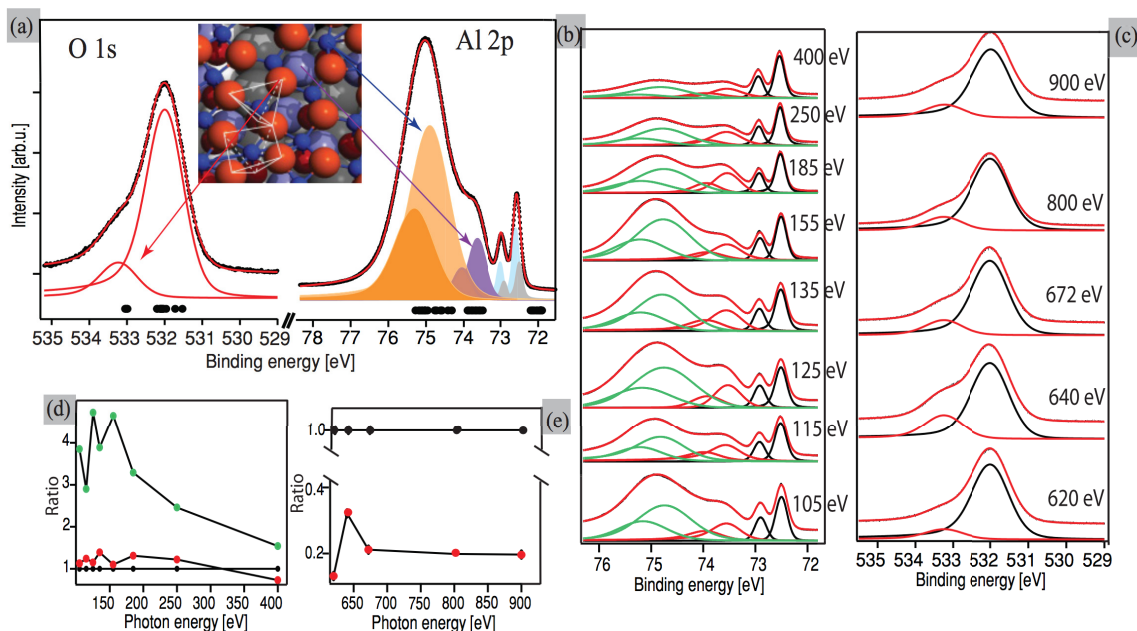 (a)
O 1s
Al 2p
Intensity [arb.u.]
535 534 533 532 531 530 529
78 77 76 75 74 73 72
Binding energy [eV]
(b)
400 eV
250 eV
185 eV
155 eV
135 eV
125 eV
115 eV
105 eV
76 75 74 73 72
Binding energy [eV]
(c)
900 eV
800 eV
672 eV
640 eV
620 eV
535 534 533 532 531 530 529
Binding energy [eV]
(d)
4
3
2
1
Ratio
100 150 200 250 300 350 400
Photon energy [eV]
(e)
1.0
0.4
0.2
Ratio
650 700 750 800 850 900
Photon energy [eV]